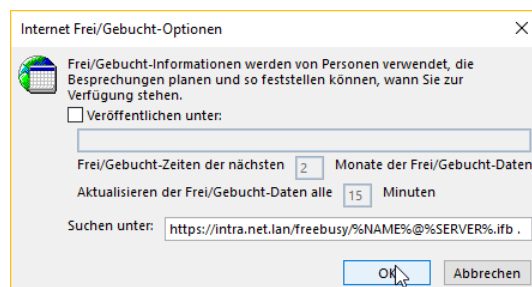 Internet Frei/Gebucht-Optionen
Frei/Gebucht-Informationen werden von Personen verwendet, die
Besprechungen planen und so feststellen können, wann Sie zur
Verfügung stehen.
Veröffentlichen unter:
Frei/Gebucht-Zeiten der nächsten 2 Monate der Frei/Gebucht-Daten
Aktualisieren der Frei/Gebucht-Daten alle 15 Minuten
Suchen unter: https://intra.net.lan/freebusy/%NAME%@%SERVER%.ifb .
OK Abbrechen